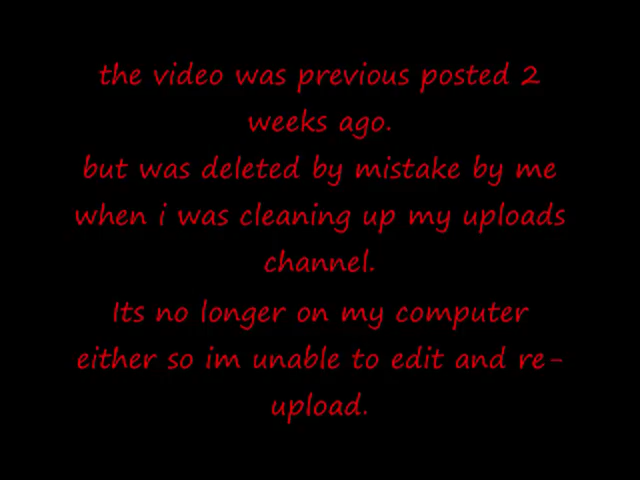 the video was previous posted 2
weeks ago.
but was deleted by mistake by me
when i was cleaning up my uploads
channel.
Its no longer on my computer
either so im unable to edit and re-
upload.